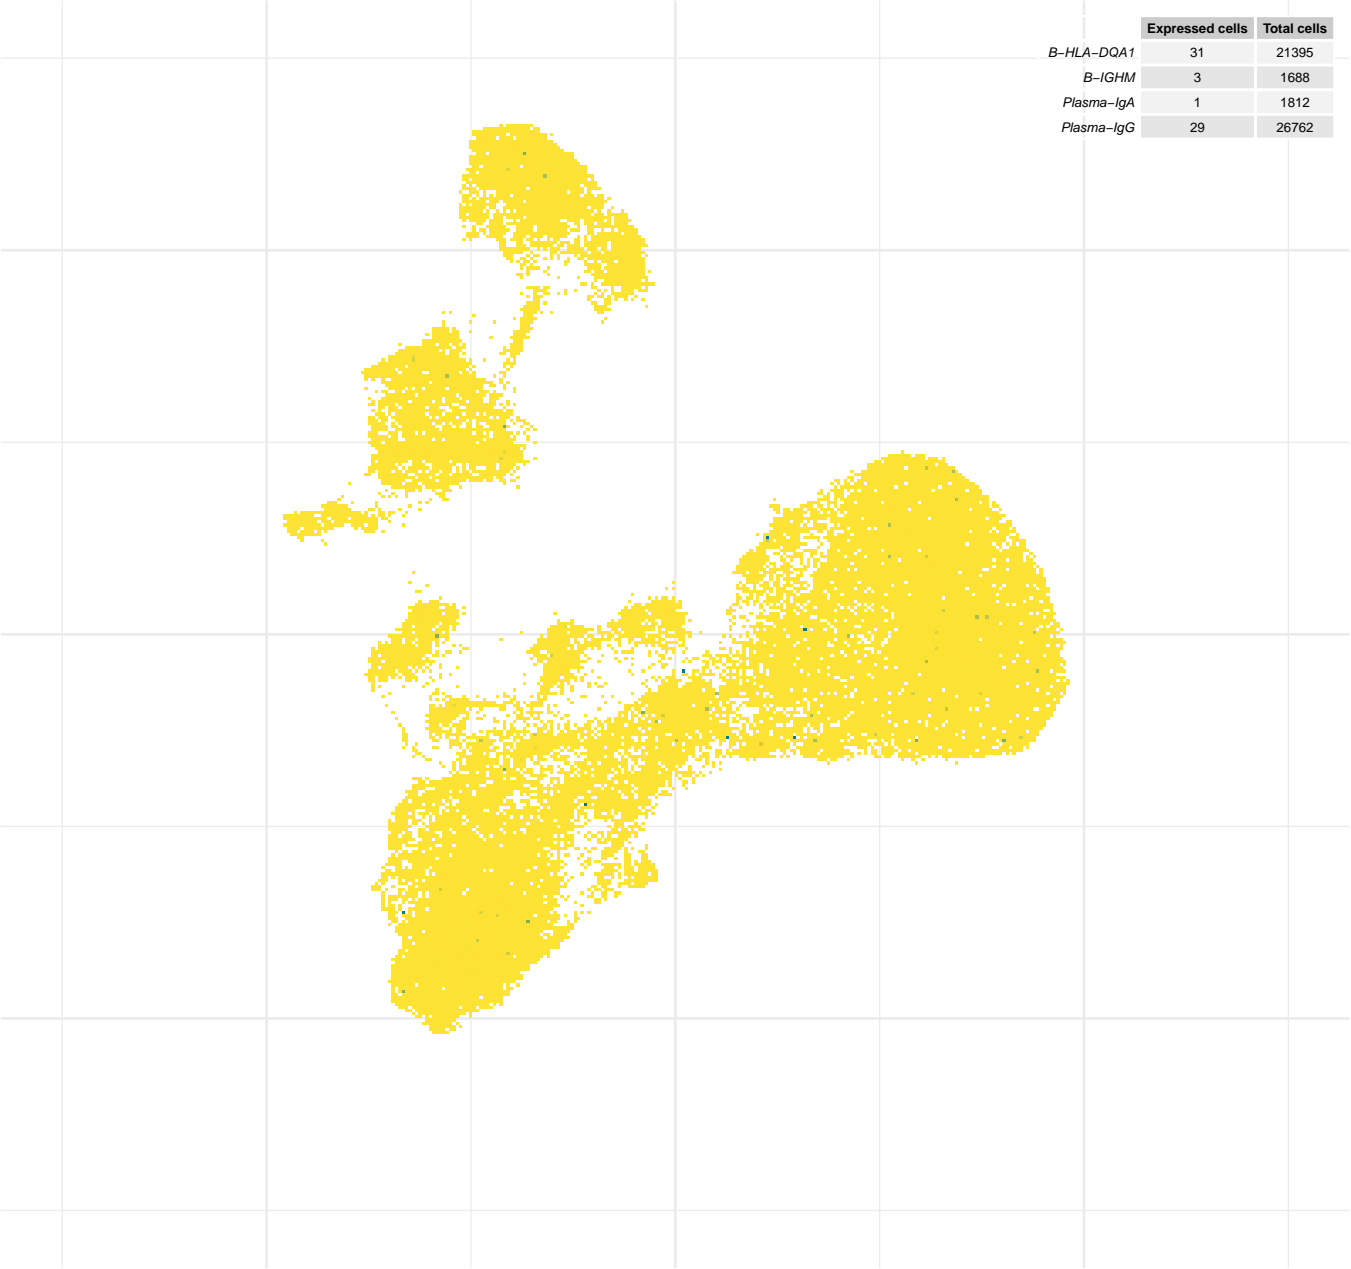 Expressed cells Total cells
B−HLA−DQA1 31 21395
B−IGHM 3 1688
Plasma−IgA 1 1812
Plasma−IgG 29 26762